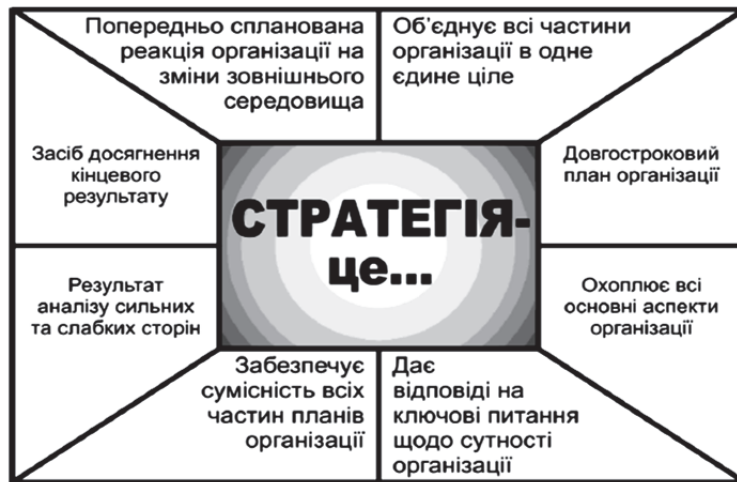 Попередньо спланована
реакція організації на
зміни зовнішнього
середовища
Об’єднує всі частини
організації в одне
єдине ціле
Засіб досягнення
кінцевого
результату
Довгостроковий
план організації
СТРАТЕГІЯ-
це...
Результат
аналізу сильних
та слабких сторін
Охоплює всі
основні аспекти
організації
Забезпечує
сумісність всіх
частин планів
організації
Дає
відповіді на
ключові питання
щодо сутності
організації